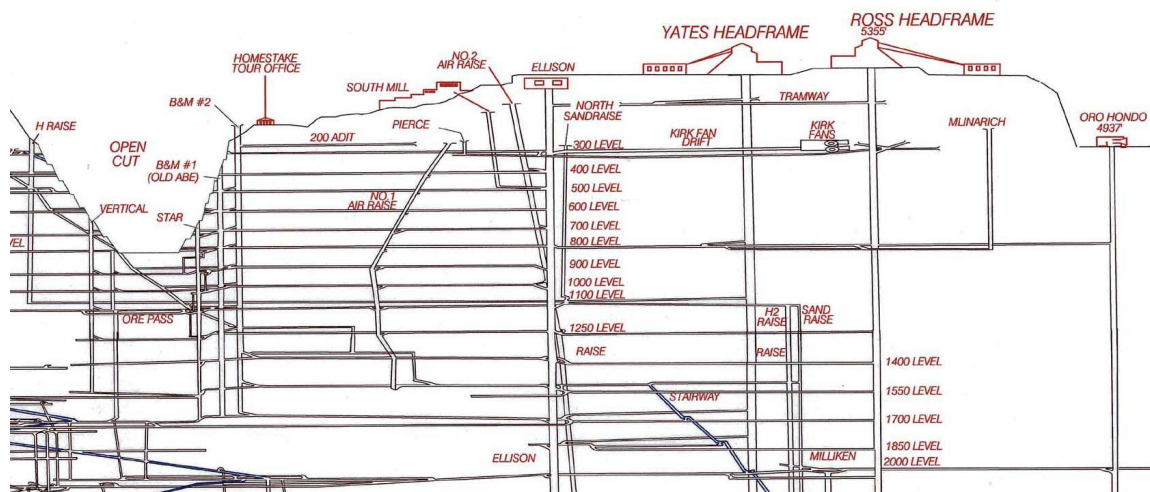 YATES HEADFRAME
ROSS HEADFRAME
5355'
HOMESTAKE
TOUR OFFICE
NO.2
AIR RAISE
ELLISON
SOUTH MILL
B&M #2
NORTH
SANDRAISE
TRAMWAY
ORO HONDO
4937'
H RAISE
OPEN
CUT
200 ADIT
PIERCE
300 LEVEL
KIRK FAN
DRIFT
KIRK
FANS
MLINARICH
B&M #1
(OLD ABE)
400 LEVEL
NO.1
AIR RAISE
500 LEVEL
VERTICAL
STAR
600 LEVEL
700 LEVEL
800 LEVEL
900 LEVEL
1000 LEVEL
1100 LEVEL
ORE PASS
H2
RAISE
SAND
RAISE
1250 LEVEL
RAISE
RAISE
1400 LEVEL
STAIRWAY
1550 LEVEL
1700 LEVEL
1850 LEVEL
ELLISON
MILLIKEN
2000 LEVEL